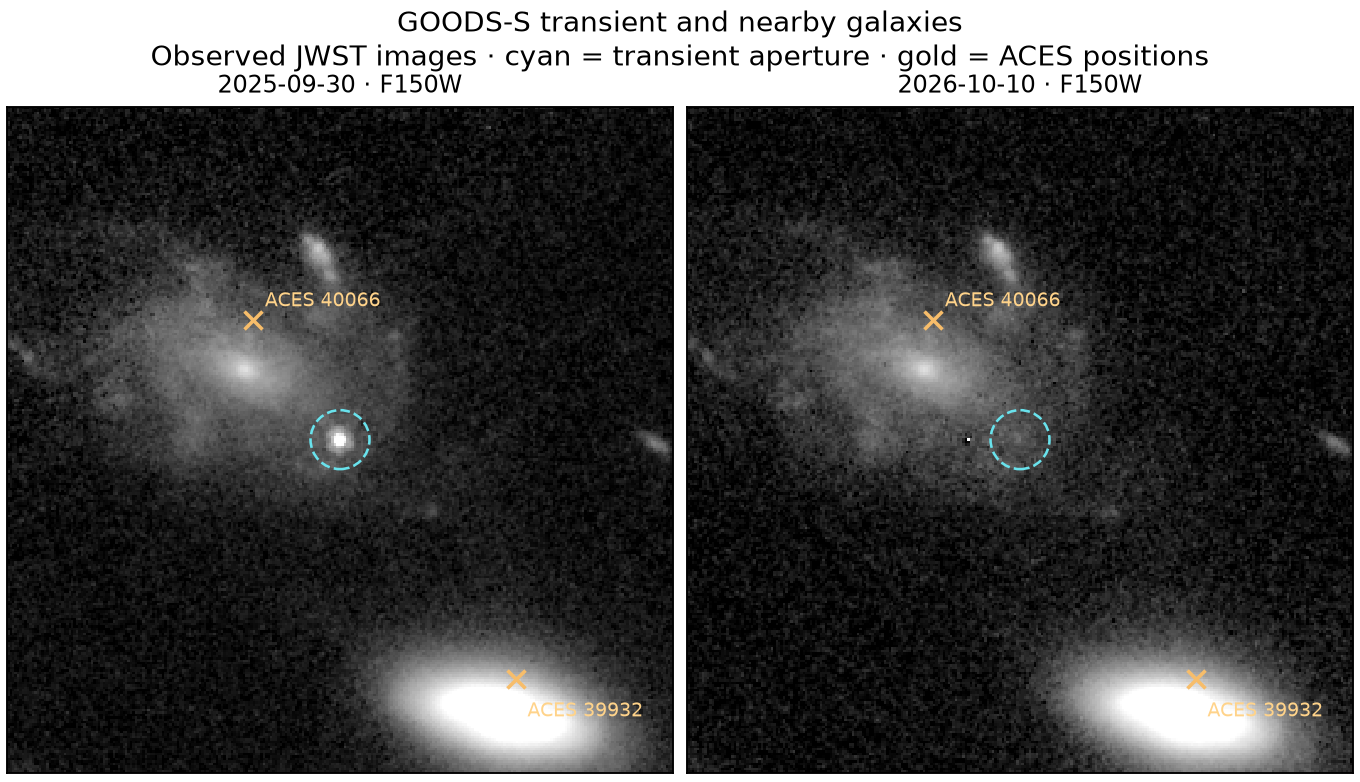 GOODS-S transient and nearby galaxies
Observed JWST images · cyan = transient aperture · gold = ACES positions
2025-09-30 · F150W
2026-10-10 · F150W
ACES 40066
ACES 40066
ACES 39932
ACES 39932